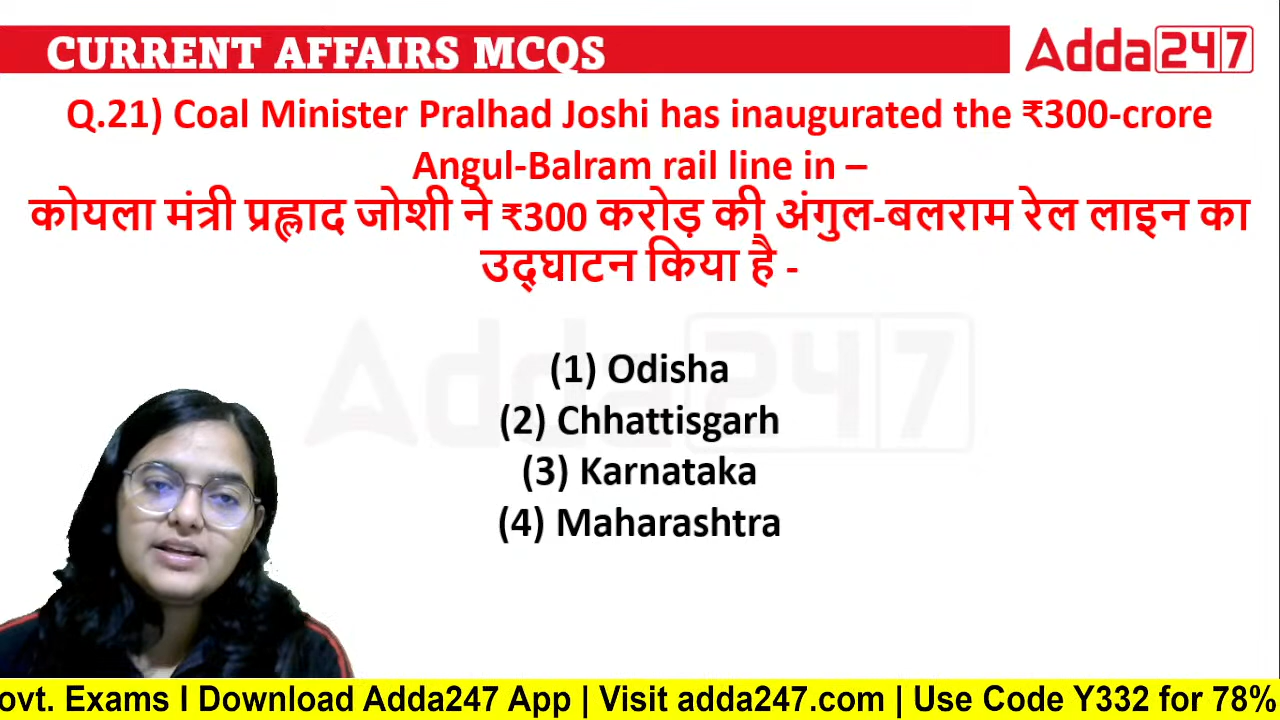 CURRENT AFFAIRS MCQS
Adda247
Q.21) Coal Minister Pralhad Joshi has inaugurated the ₹300-crore
Angul-Balram rail line in –
कोयला मंत्री प्रह्लाद जोशी ने ₹300 करोड़ की अंगुल-बलराम रेल लाइन का
उद्घाटन किया है -
Adda247
(1) Odisha
(2) Chhattisgarh
(3) Karnataka
(4) Maharashtra
ovt. Exams I Download Adda247 App | Visit adda247.com | Use Code Y332 for 78%